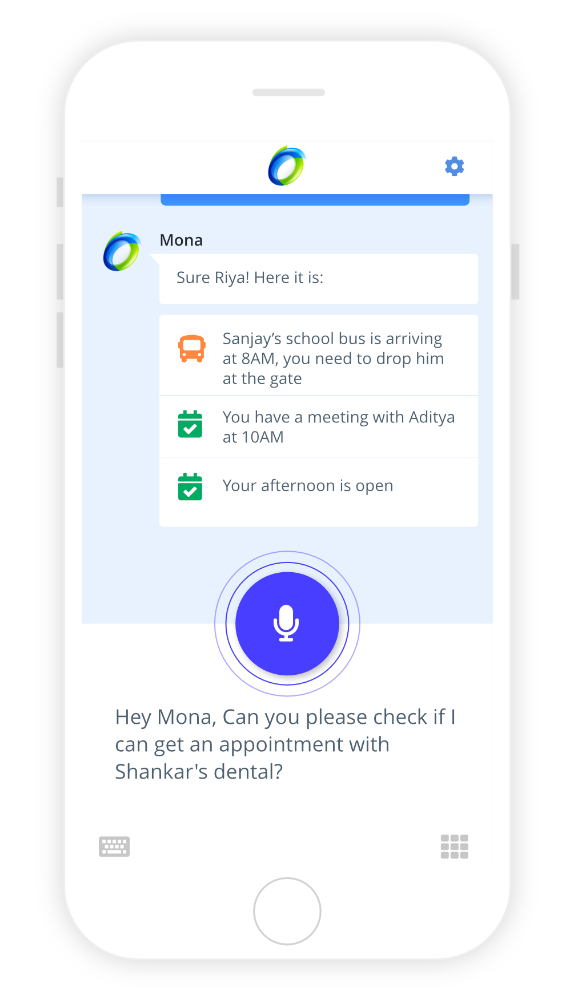 Mona
Sure Riya! Here it is:
Sanjay’s school bus is arriving
at 8AM, you need to drop him
at the gate
You have a meeting with Aditya
at 10AM
Your afternoon is open
Hey Mona, Can you please check if I
can get an appointment with
Shankar's dental?